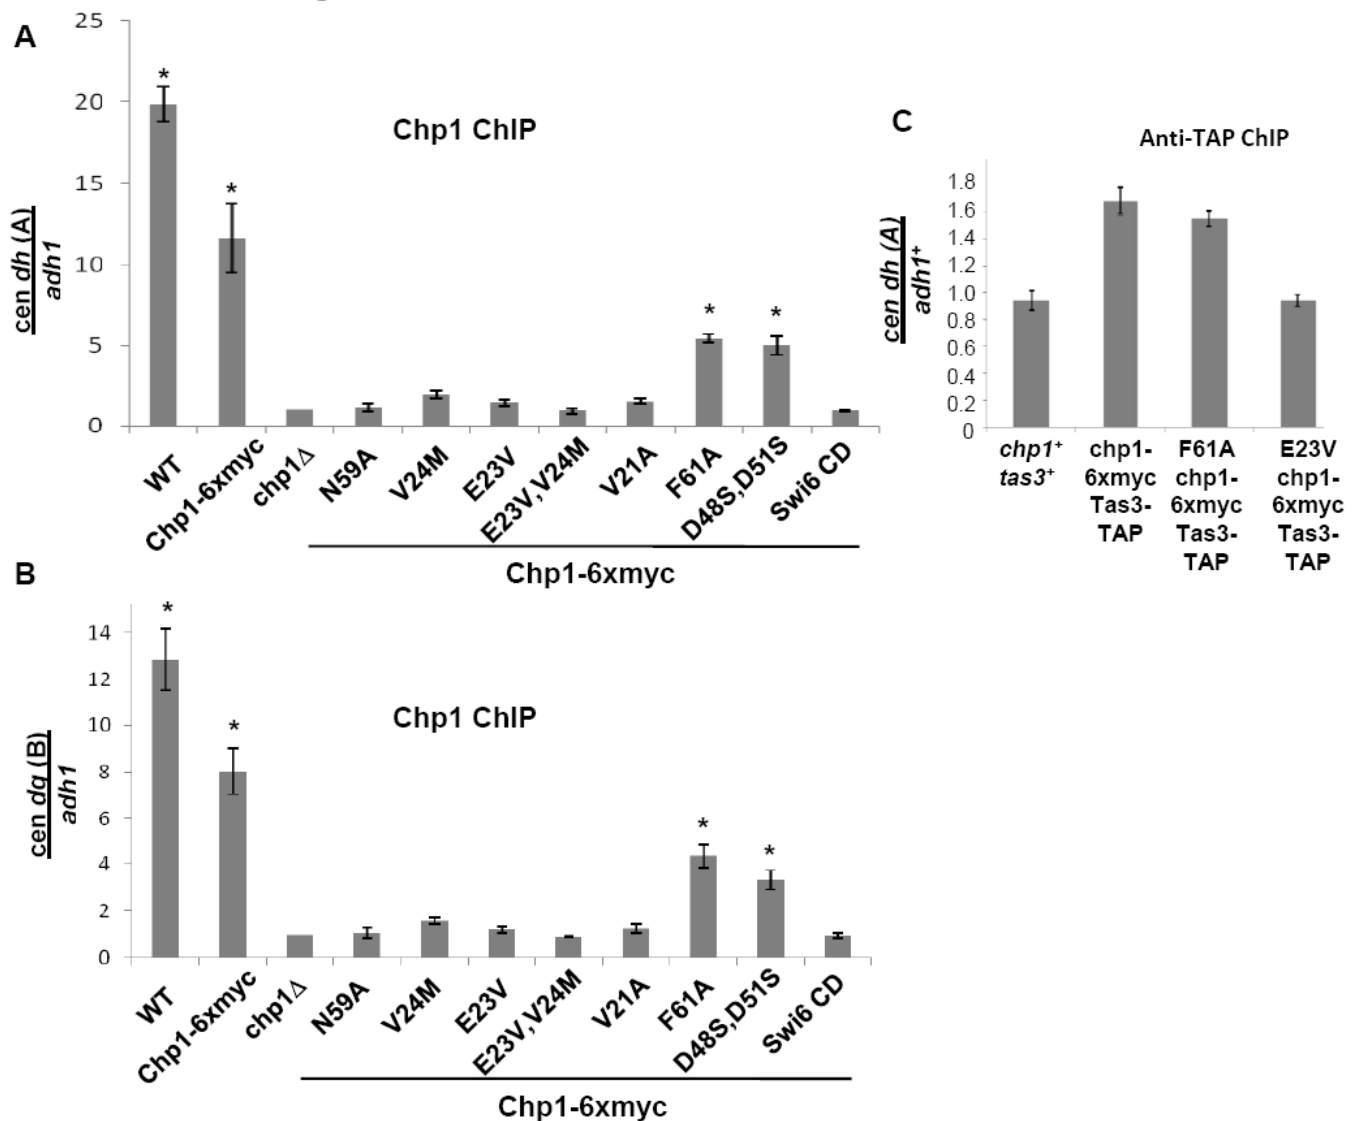 A
25
20
15
10
5
0
Chp1 ChIP
cen dh (A)
adh1
WT
Chp1-6xmyc
chp1Δ
N59A
V24M
E23V
E23V,V24M
V21A
F61A
D48S,D51S
Swi6 CD
* * * *
Chp1-6xmyc
B
14
12
10
8
6
4
2
0
Chp1 ChIP
cen dg (B)
adh1
WT
Chp1-6xmyc
chp1Δ
N59A
V24M
E23V
E23V,V24M
V21A
F61A
D48S,D51S
Swi6 CD
* * * *
Chp1-6xmyc
C
Anti-TAP ChIP
1.8
1.6
1.4
1.2
1.0
0.8
0.6
0.4
0.2
0
cen dh (A)
adh1+
chp1+
tas3+
chp1-
6xmyc
Tas3-
TAP
F61A
chp1-
6xmyc
Tas3-
TAP
E23V
chp1-
6xmyc
Tas3-
TAP